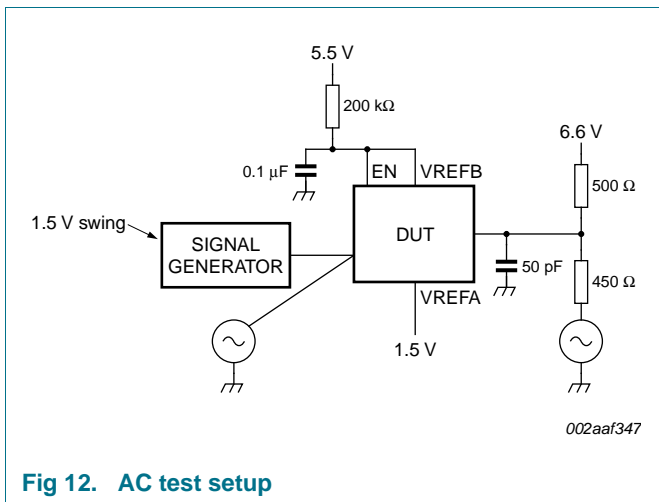 5.5 V
200 kΩ
6.6 V
0.1 μF
EN
VREFB
500 Ω
1.5 V swing
SIGNAL
GENERATOR
DUT
50 pF
450 Ω
VREFA
1.5 V
002aaf347
Fig 12. AC test setup